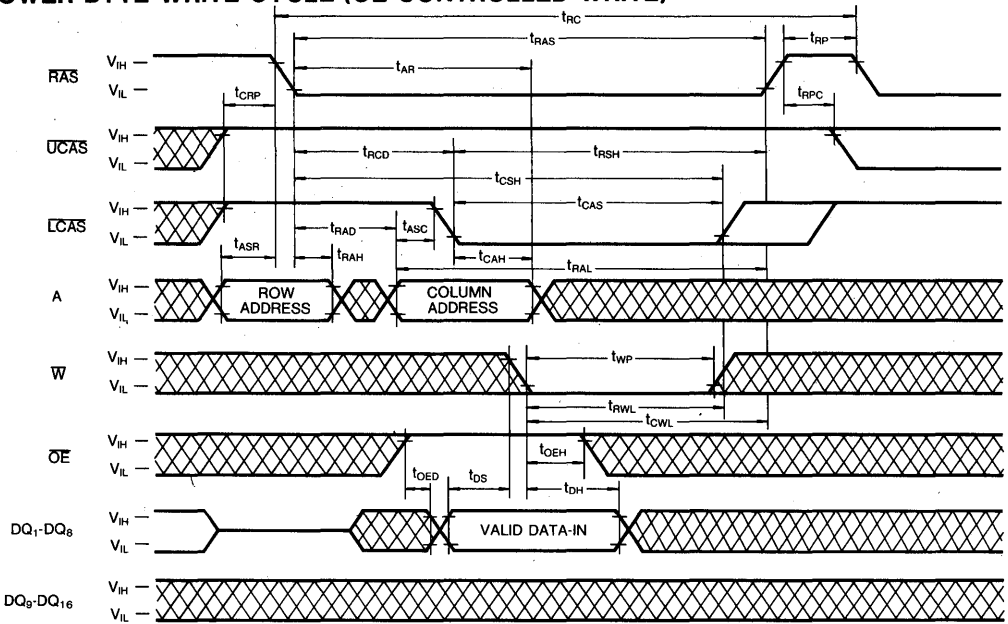 LOWER BYTE WRITE CYCLE (OE CONTROLLED WRITE)
tRC
tRAS
tRP
tAR
RAS
VIH
VIL
tCRP
tRPC
UCAS
VIH
VIL
tRCD
tRSH
tCSH
LCAS
VIH
VIL
tCAS
tRAD
tASC
tASR
tRAH
tCAH
tRAL
A
VIH
VIL
ROW ADDRESS
COLUMN ADDRESS
W
VIH
VIL
tWP
tRWL
tCWL
OE
VIH
VIL
tOEH
tOED
tDS
tDH
DQ1-DQ8
VIH
VIL
VALID DATA-IN
DQ9-DQ16
VIH
VIL